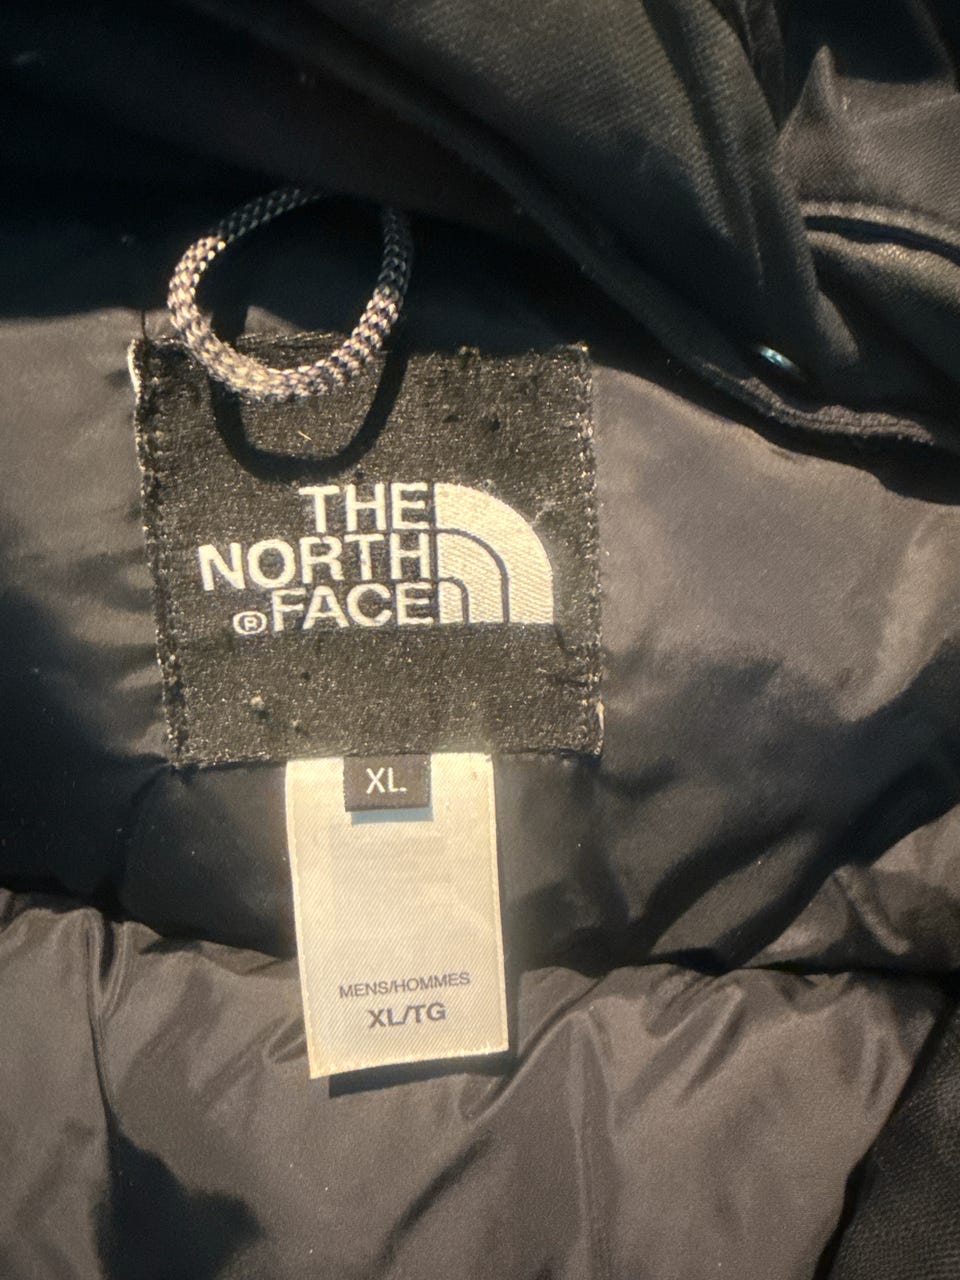 THE
NORTH
®FACE
XL
MENS/HOMMES
XL/TG